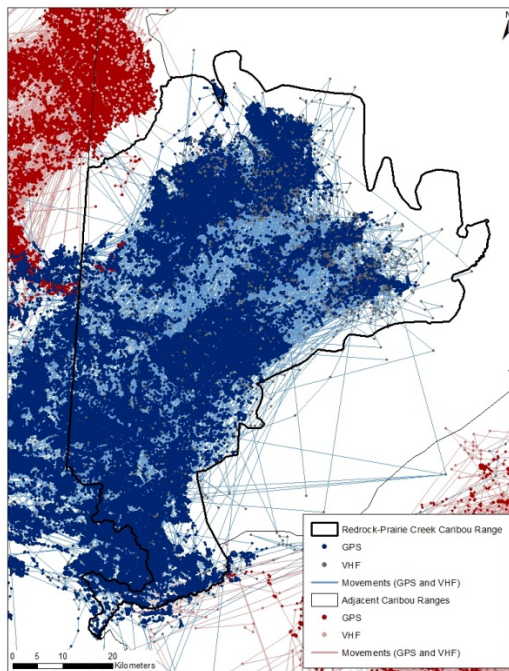 N
Redrock-Prairie Creek Caribou Range
GPS
VHF
Movements (GPS and VHF)
Adjacent Caribou Ranges
GPS
VHF
Movements (GPS and VHF)
0 5 10 20
Kilometers